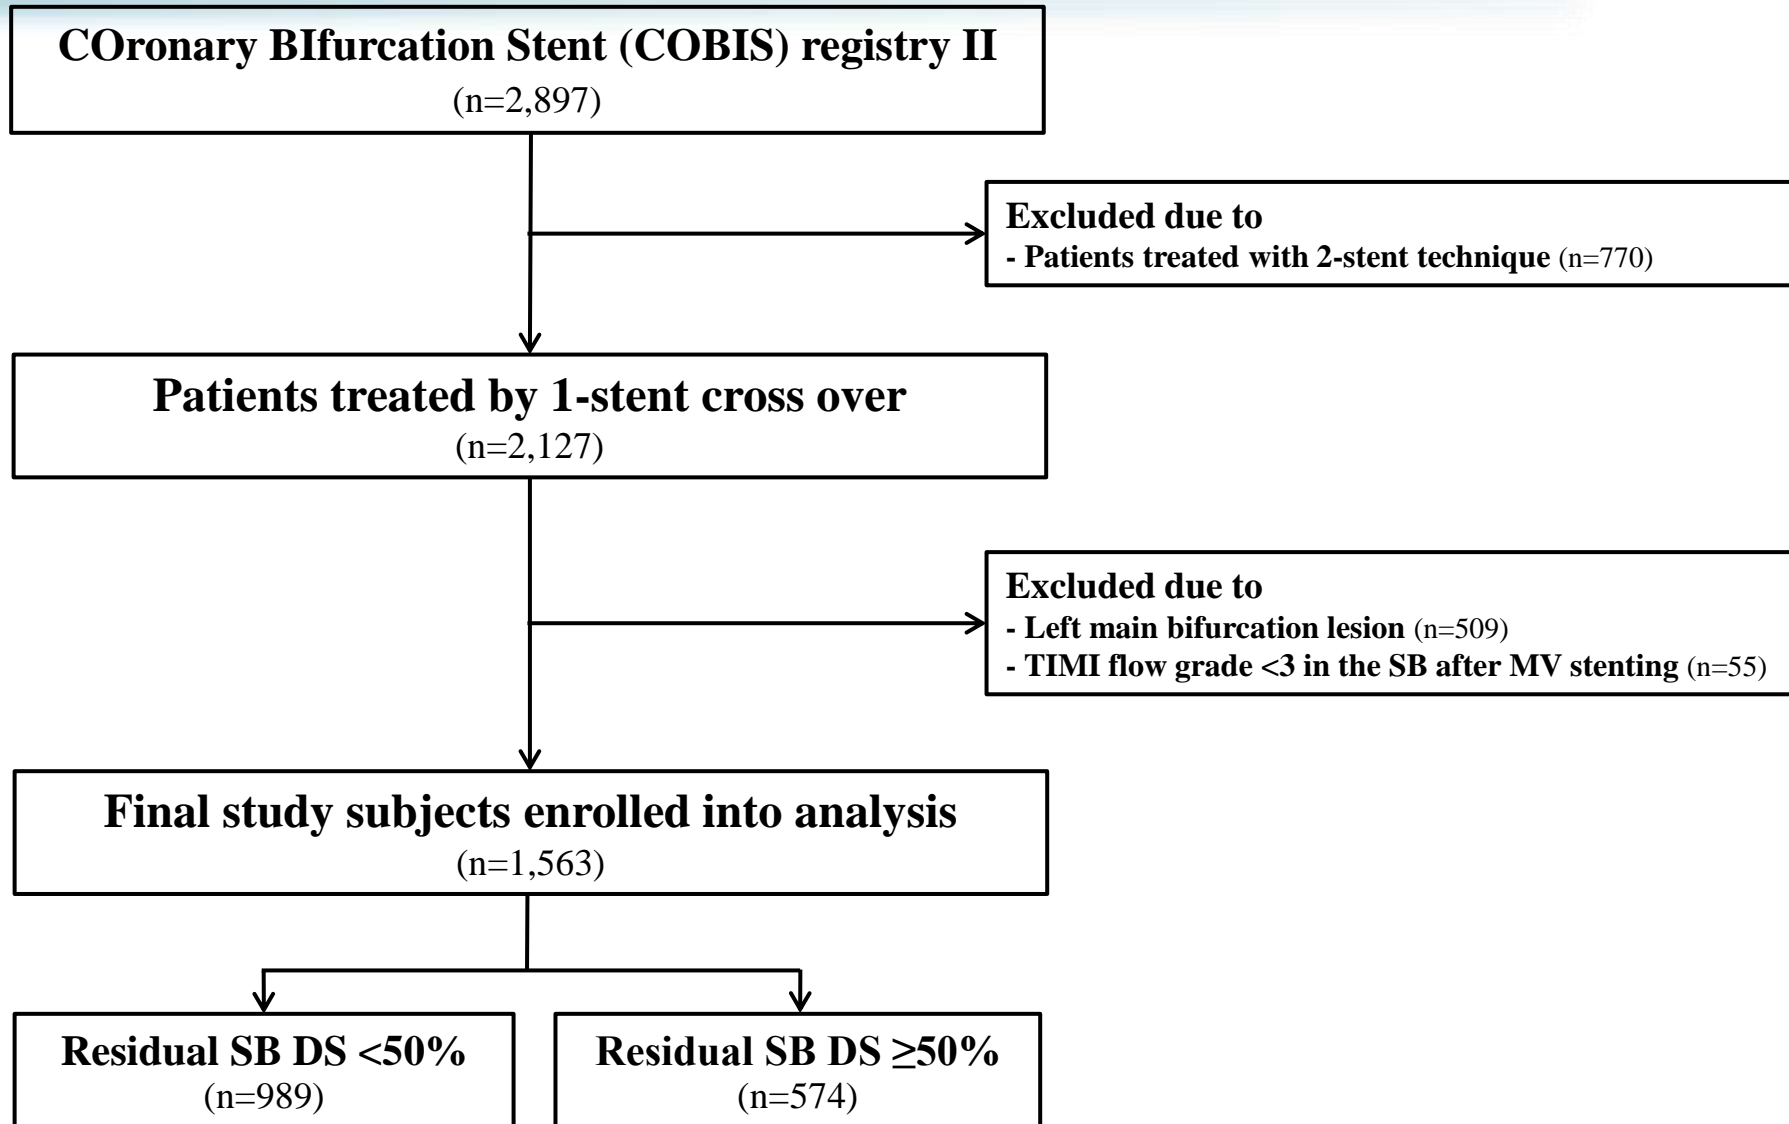 COronary BIfurcation Stent (COBIS) registry II
(n=2,897)
Excluded due to
- Patients treated with 2-stent technique (n=770)
Patients treated by 1-stent cross over
(n=2,127)
Excluded due to
- Left main bifurcation lesion (n=509)
- TIMI flow grade <3 in the SB after MV stenting (n=55)
Final study subjects enrolled into analysis
(n=1,563)
Residual SB DS <50%
(n=989)
Residual SB DS ≥50%
(n=574)